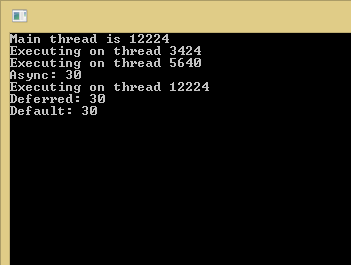 Main thread is 12224
Executing on thread 3424
Executing on thread 5640
Async: 30
Executing on thread 12224
Deferred: 30
Default: 30